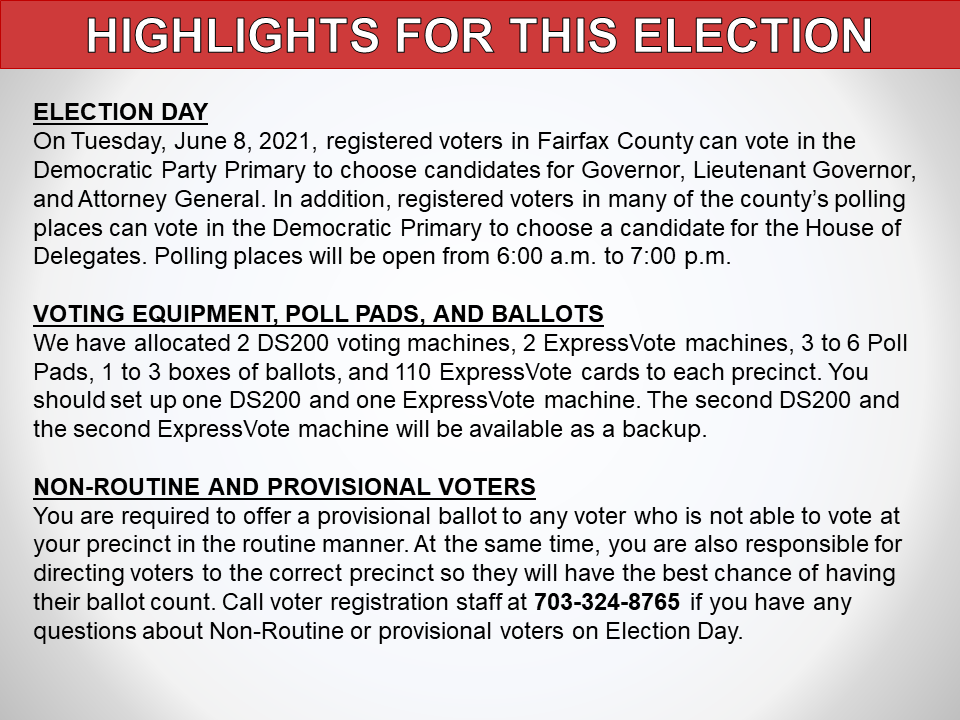 HIGHLIGHTS FOR THIS ELECTION
ELECTION DAY
On Tuesday, June 8, 2021, registered voters in Fairfax County can vote in the
Democratic Party Primary to choose candidates for Governor, Lieutenant Governor,
and Attorney General. In addition, registered voters in many of the county’s polling
places can vote in the Democratic Primary to choose a candidate for the House of
Delegates. Polling places will be open from 6:00 a.m. to 7:00 p.m.
VOTING EQUIPMENT, POLL PADS, AND BALLOTS
We have allocated 2 DS200 voting machines, 2 ExpressVote machines, 3 to 6 Poll
Pads, 1 to 3 boxes of ballots, and 110 ExpressVote cards to each precinct. You
should set up one DS200 and one ExpressVote machine. The second DS200 and
the second ExpressVote machine will be available as a backup.
NON-ROUTINE AND PROVISIONAL VOTERS
You are required to offer a provisional ballot to any voter who is not able to vote at
your precinct in the routine manner. At the same time, you are also responsible for
directing voters to the correct precinct so they will have the best chance of having
their ballot count. Call voter registration staff at 703-324-8765 if you have any
questions about Non-Routine or provisional voters on Election Day.